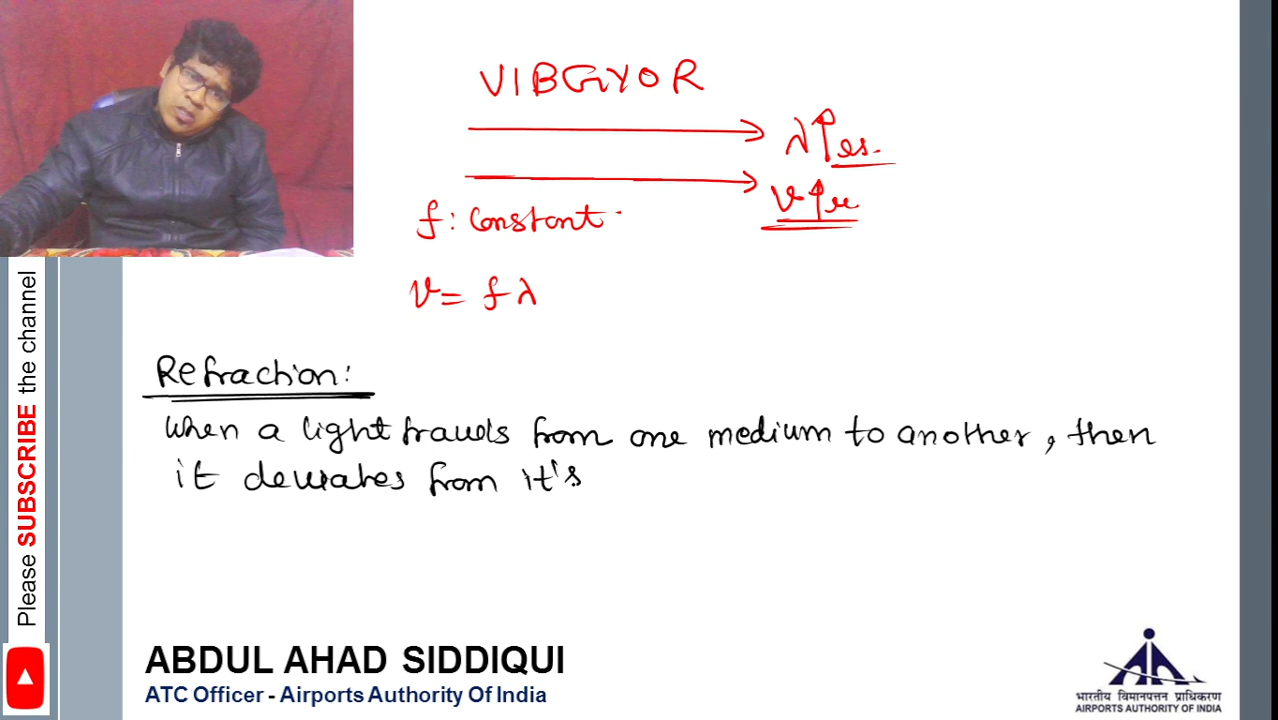 VIBGYOR
λ↑es.
v↑es
f: Constant
v = fλ
Refraction:
When a light travels from one medium to another, then
it deviates from it's
Please SUBSCRIBE the channel
ABDUL AHAD SIDDIQUI
ATC Officer - Airports Authority Of India
भारतीय विमानपत्तन प्राधिकरण
AIRPORTS AUTHORITY OF INDIA